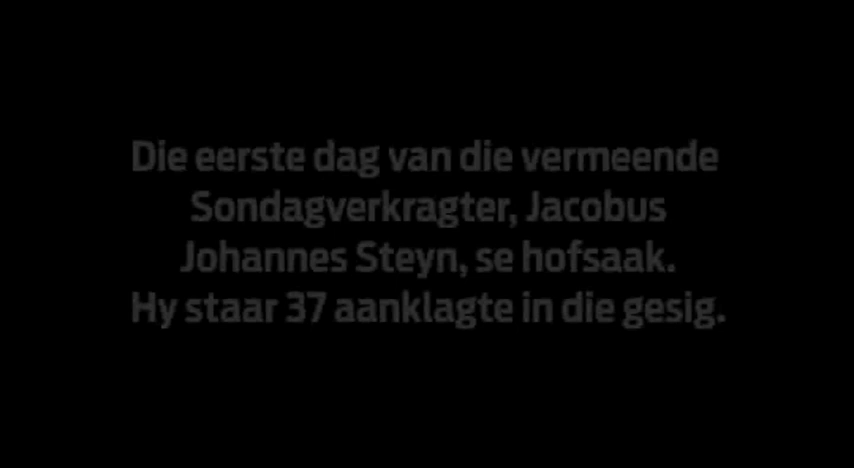 Die eerste dag van die vermeende
Sondagverkragter, Jacobus
Johannes Steyn, se hofsaak.
Hy staar 37 aanklagte in die gesig.